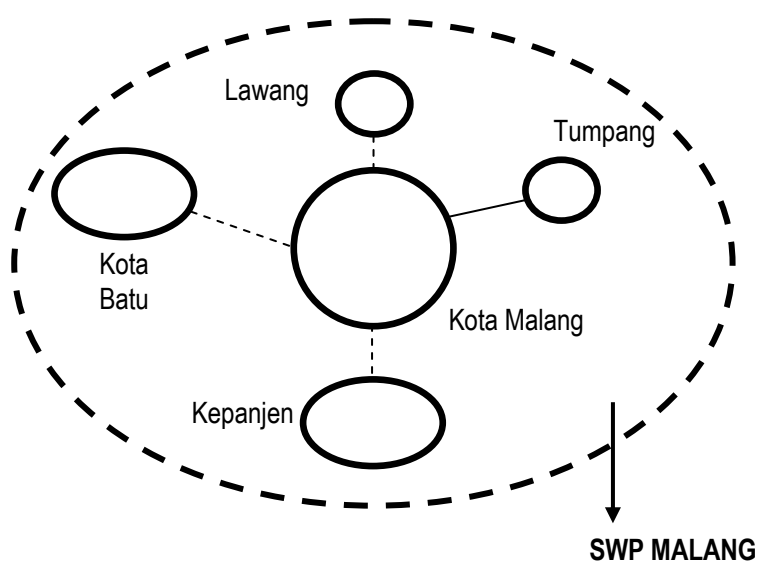 Lawang
Tumpang
Kota
Batu
Kota Malang
Kepanjen
SWP MALANG